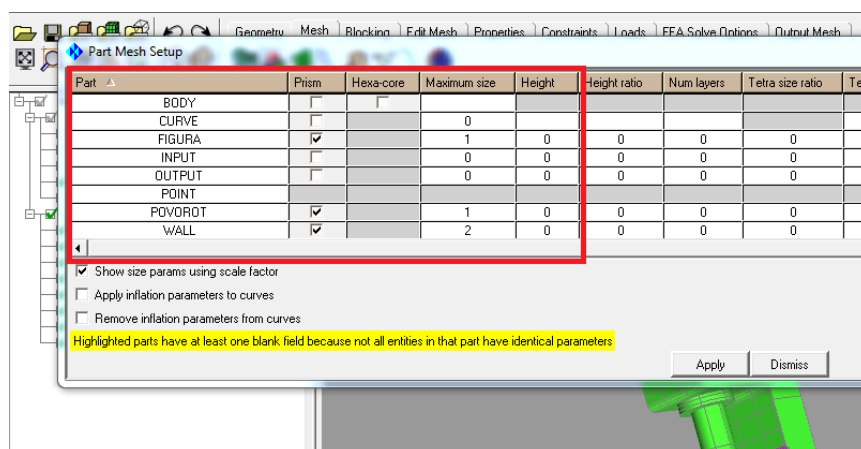 Geometry Mesh Blocking Edit Mesh Properties Constraints Loads FEA Solve Options Output Mesh
Part Mesh Setup
Part Prism Hexa-core Maximum size Height Height ratio Num layers Tetra size ratio Te
BODY
CURVE 0
FIGURA 1 0 0 0 0
INPUT 0 0 0 0 0
OUTPUT 0 0 0 0 0
POINT
POVOROT 1 0 0 0 0
WALL 2 0 0 0 0
Show size params using scale factor
Apply inflation parameters to curves
Remove inflation parameters from curves
Highlighted parts have at least one blank field because not all entities in that part have identical parameters
Apply Dismiss